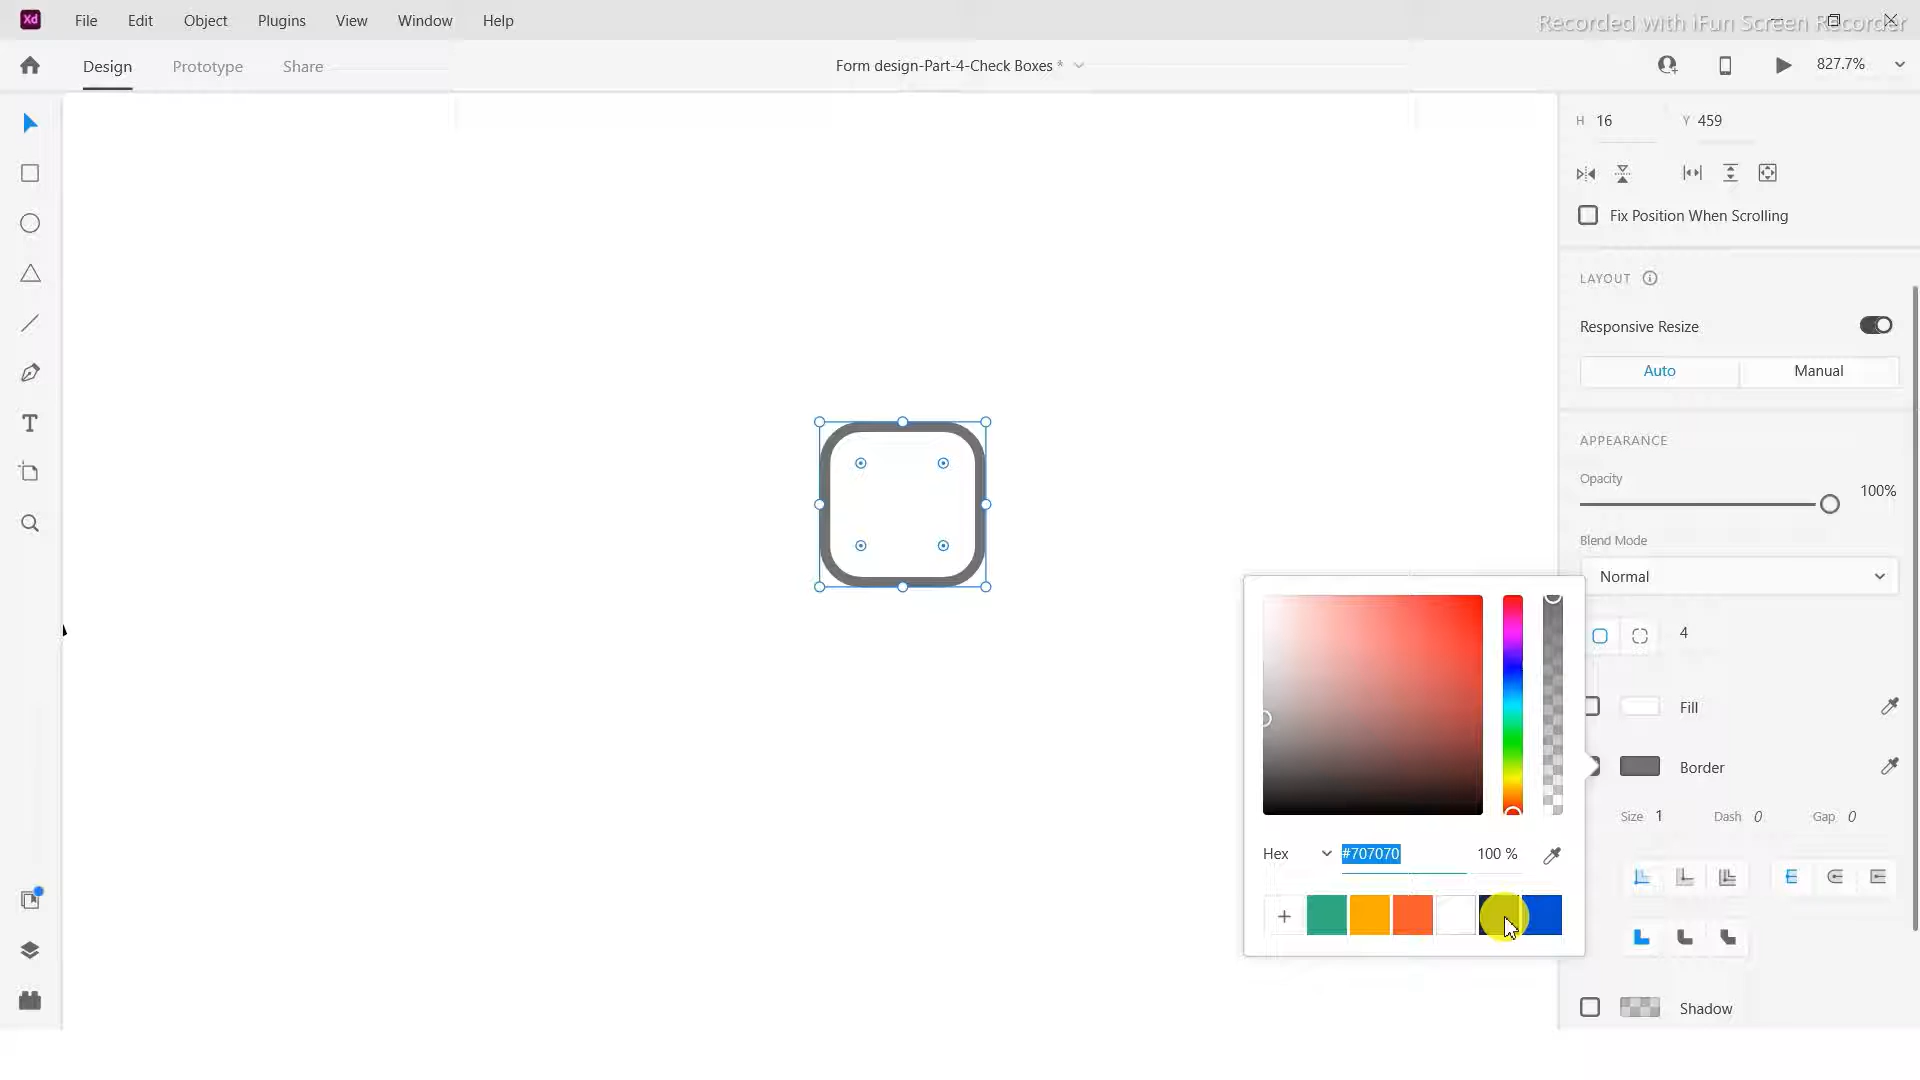 Xd File Edit Object Plugins View Window Help Recorded with iFun Screen Recorder
Design Prototype Share Form design-Part-4-Check Boxes * 827.7%
H 16 Y 459
Fix Position When Scrolling
LAYOUT
Responsive Resize
Auto Manual
APPEARANCE
Opacity
100%
Blend Mode
Normal
4
Fill
Border
Size 1 Dash 0 Gap 0
Hex #707070 100 %
Shadow